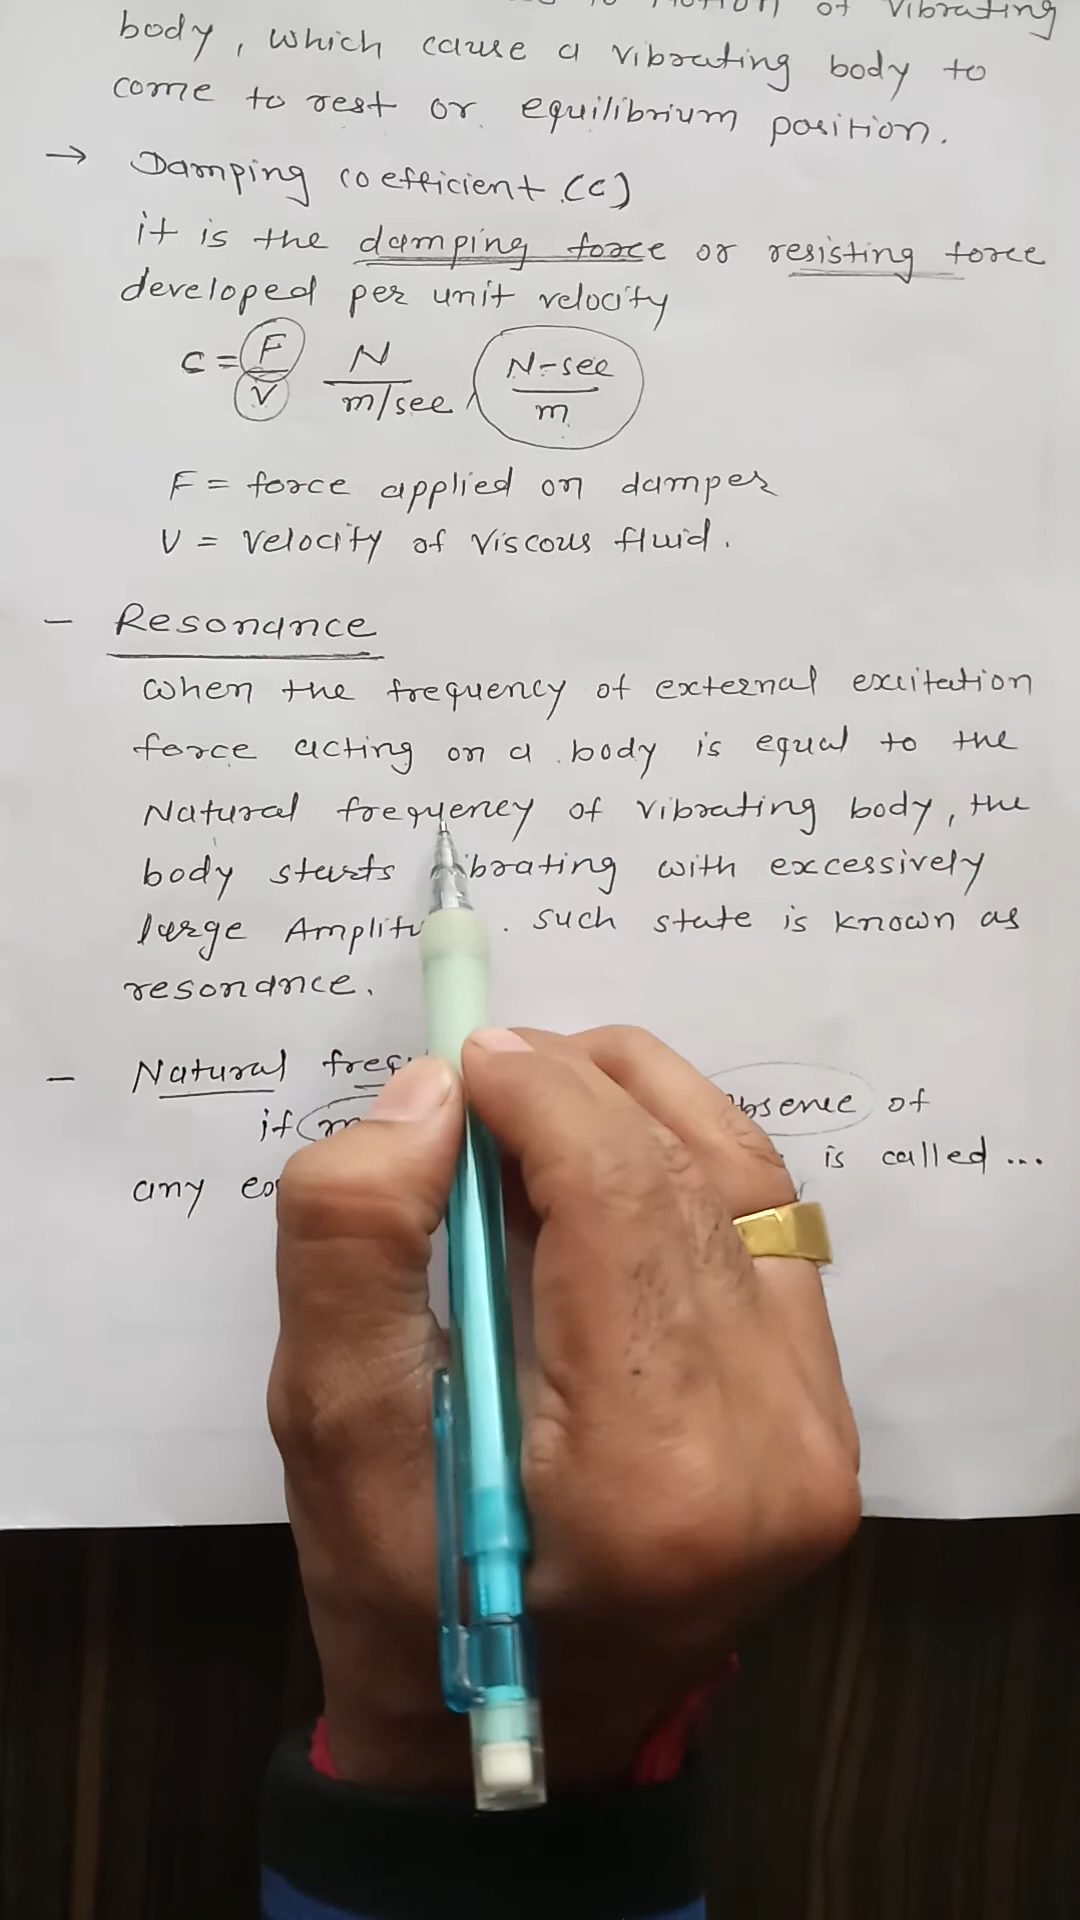 of vibrating
body, which cause a vibrating body to
come to rest or equilibrium position.
→ Damping coefficient (c)
it is the damping force or resisting force
developed per unit velocity
c = F/V N/m/sec, N-sec/m
F = force applied on damper
V = velocity of viscous fluid.
- Resonance
when the frequency of external excitation
force acting on a body is equal to the
Natural frequency of vibrating body, the
body starts vibrating with excessively
large Amplitu . such state is known as
resonance.
- Natural freq
if absence of
any is called ...